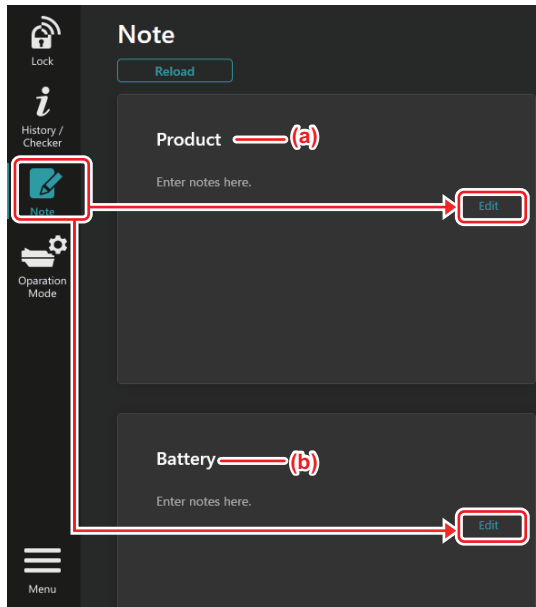 Lock
History /
Checker
Note
Oparation
Mode
Menu
Note
Reload
Product (a)
Enter notes here.
Edit
Battery (b)
Enter notes here.
Edit